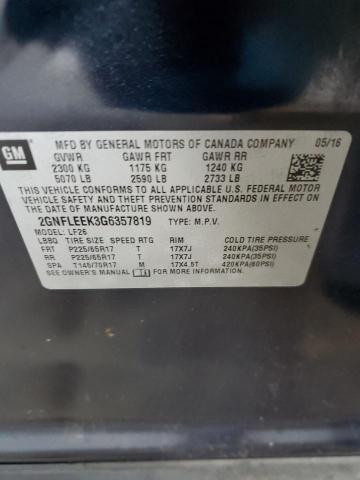 GM
MFD BY GENERAL MOTORS OF CANADA COMPANY 05/16
GVWR GAWR FRT GAWR RR
2300 KG 1175 KG 1240 KG
5070 LB 2590 LB 2733 LB
THIS VEHICLE CONFORMS TO ALL APPLICABLE U.S. FEDERAL MOTOR
VEHICLE SAFETY AND THEFT PREVENTION STANDARDS IN EFFECT ON
THE DATE OF MANUFACTURE SHOWN ABOVE.
2GNFLEEK3G6357819 TYPE: M.P.V.
MODEL: LF26
LBBQ TIRE SIZE SPEED RTG RIM COLD TIRE PRESSURE
FRT P225/65R17 T 17X7J 240KPA(35PSI)
RR P225/65R17 T 17X7J 240KPA(35PSI)
SPA T145/70R17 M 17X4.5T 420KPA(60PSI)
SEE OWNER'S MANUAL FOR ADDITIONAL INFORMATION